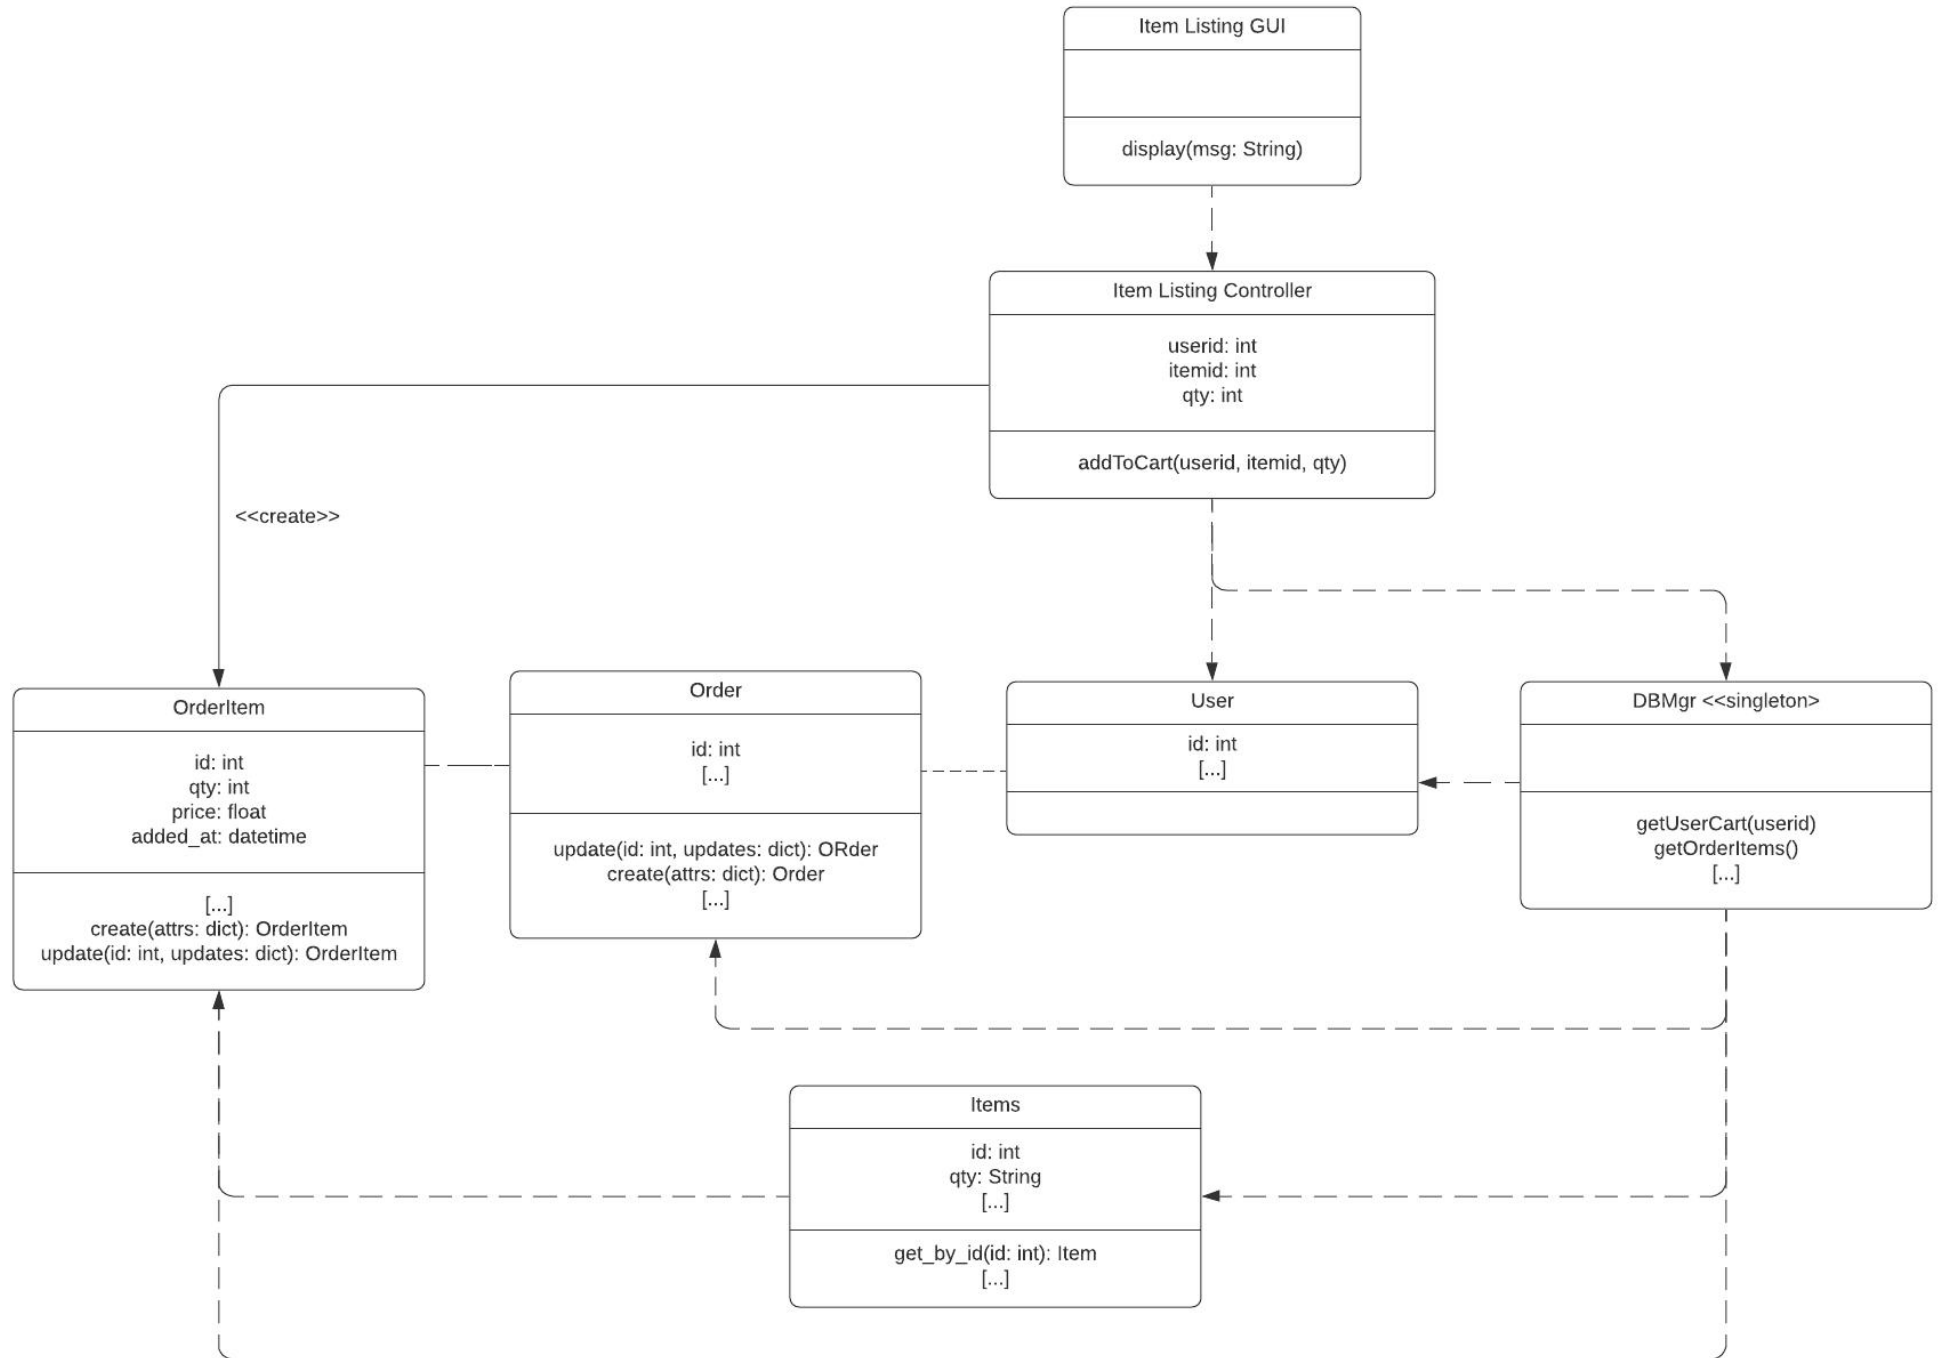 Item Listing GUI
display(msg: String)
Item Listing Controller
userid: int
itemid: int
qty: int
addToCart(userid, itemid, qty)
<<create>>
OrderItem
id: int
qty: int
price: float
added_at: datetime
[...]
create(attrs: dict): OrderItem
update(id: int, updates: dict): OrderItem
Order
id: int
[...]
update(id: int, updates: dict): ORder
create(attrs: dict): Order
[...]
User
id: int
[...]
DBMgr <<singleton>
getUserCart(userid)
getOrderItems()
[...]
Items
id: int
qty: String
[...]
get_by_id(id: int): Item
[...]